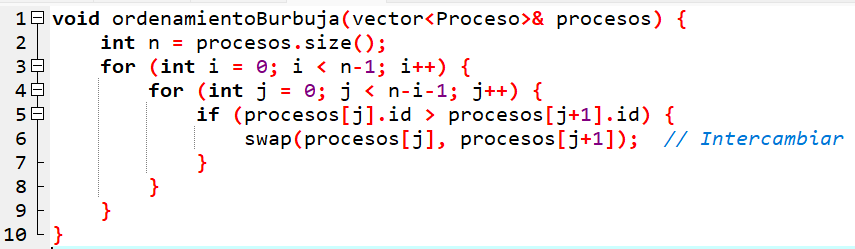 1 void ordenamientoBurbuja(vector<Proceso>& procesos) {
2 int n = procesos.size();
3 for (int i = 0; i < n-1; i++) {
4 for (int j = 0; j < n-i-1; j++) {
5 if (procesos[j].id > procesos[j+1].id) {
6 swap(procesos[j], procesos[j+1]); // Intercambiar
7 }
8 }
9 }
10 }